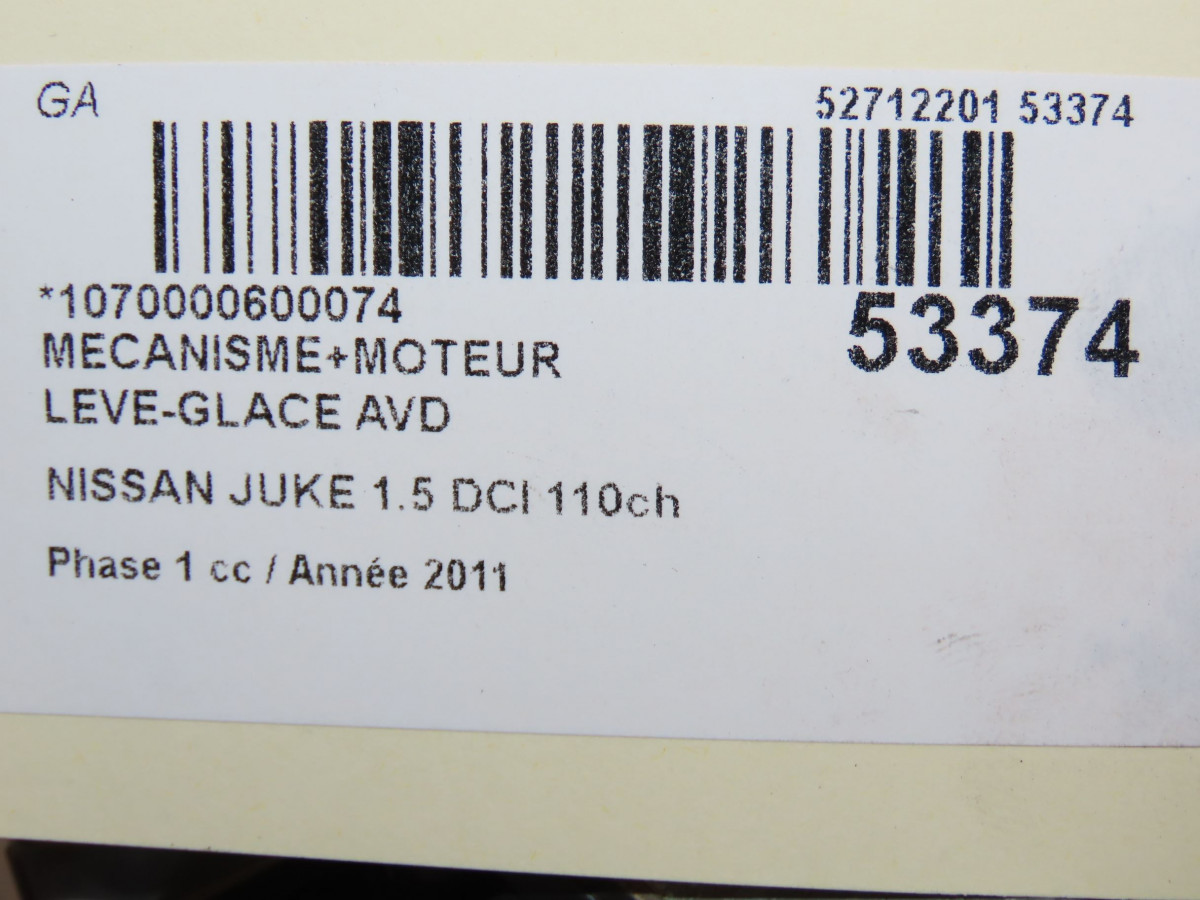 GA
52712201 53374
*1070000600074
53374
MECANISME+MOTEUR
LEVE-GLACE AVD
NISSAN JUKE 1.5 DCI 110ch
Phase 1 cc / Année 2011